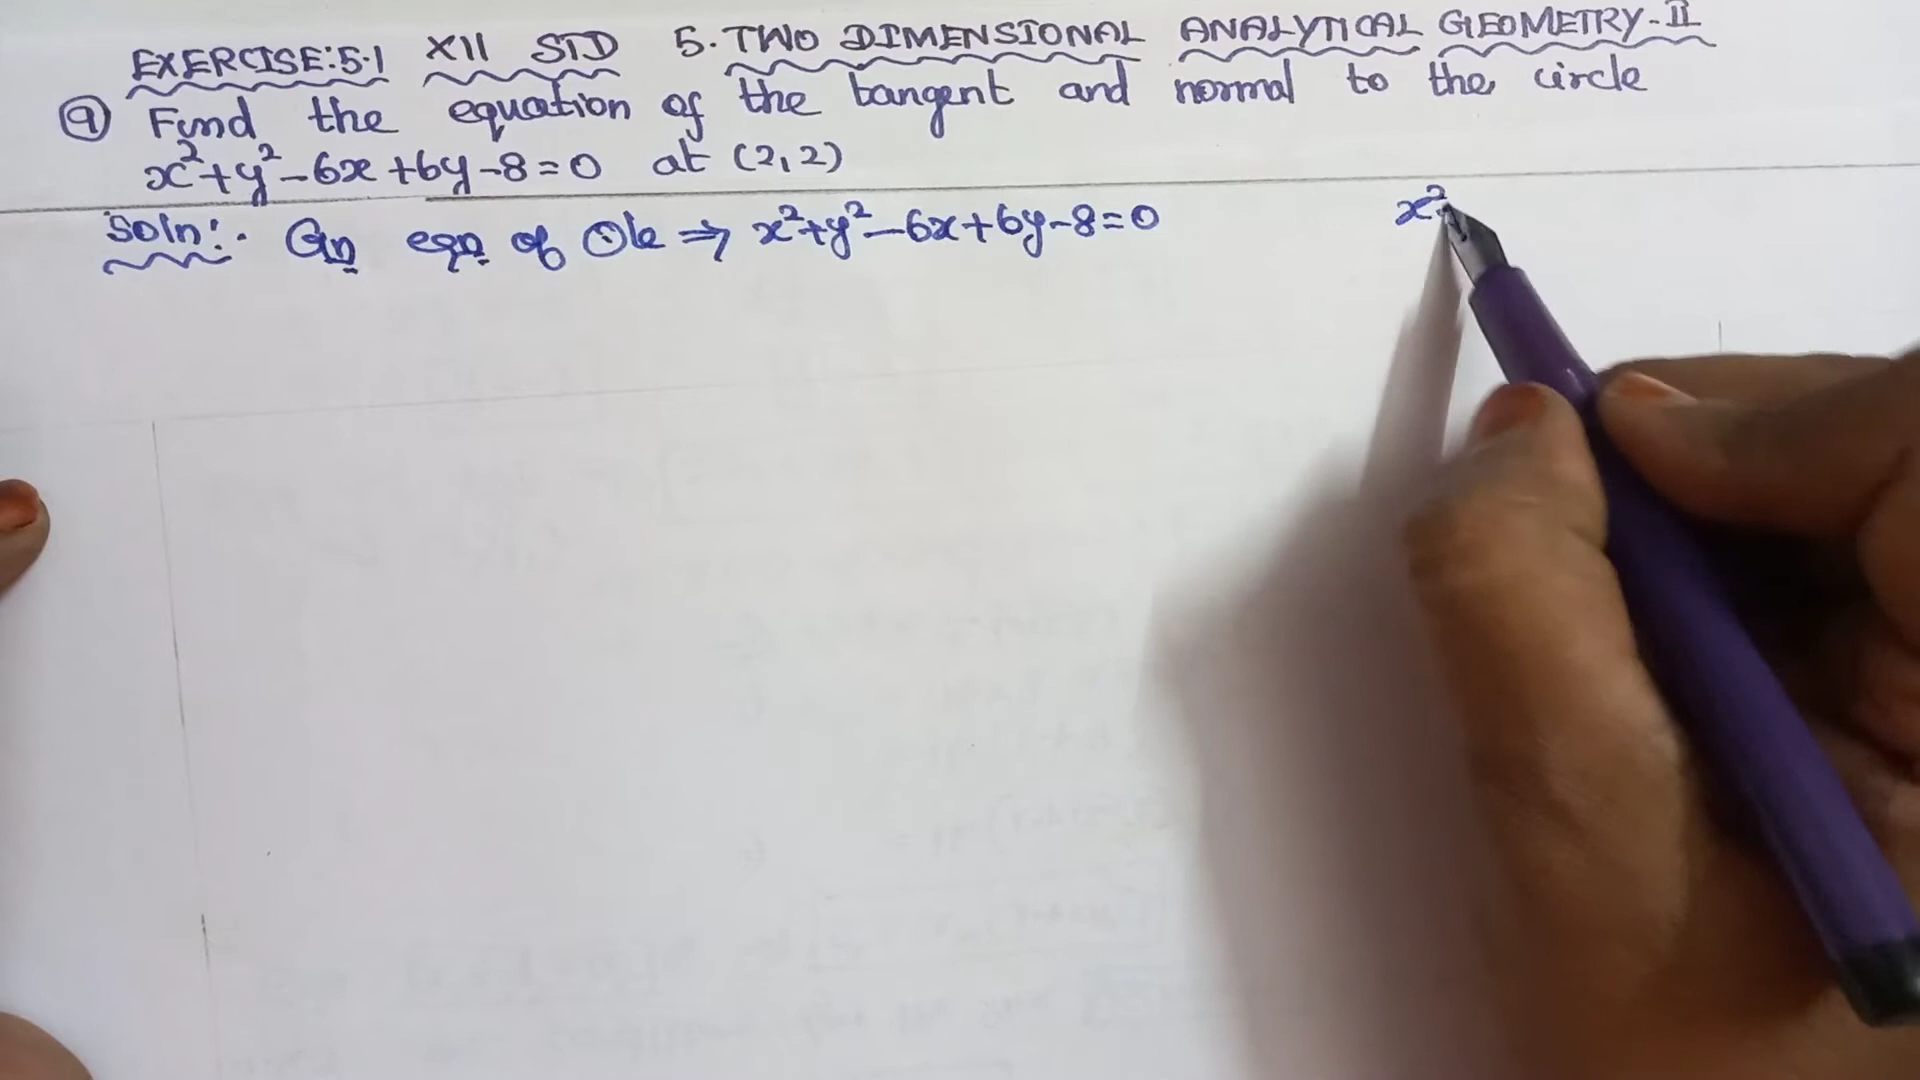 EXERCISE:5.1 XII STD 5.TWO DIMENSIONAL ANALYTICAL GEOMETRY-II
⑨ Find the equation of the tangent and normal to the circle
x²+y²-6x+6y-8=0 at (2,2)
Soln:. Gn eqn of ⊙le ⇒ x²+y²-6x+6y-8=0 x²